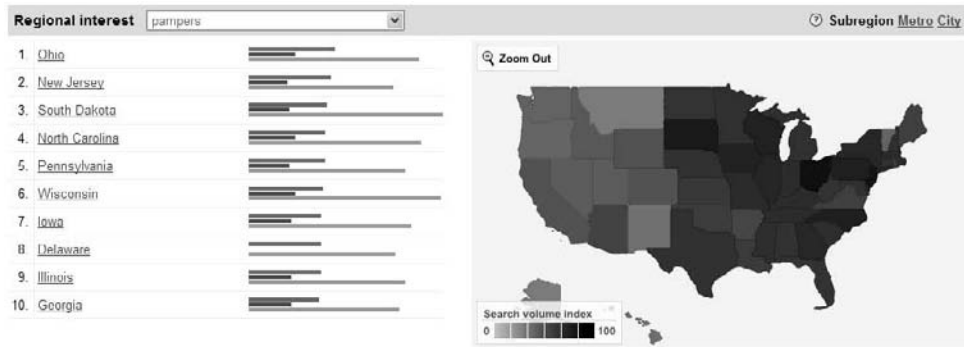 Regional interest pampers Subregion Metro City
1. Ohio
2. New Jersey
3. South Dakota
4. North Carolina
5. Pennsylvania
6. Wisconsin
7. Iowa
8 Delaware
9. Illinois
10. Georgia
Zoom Out
Search volume index
0 100